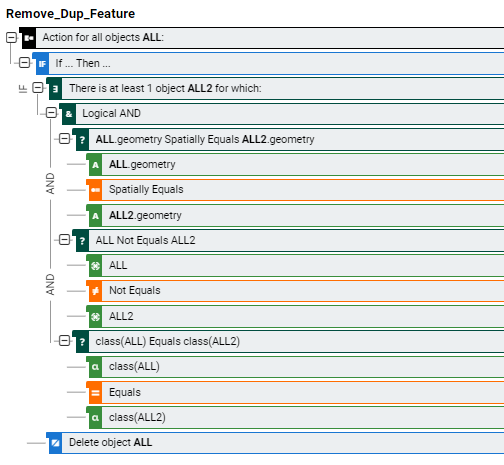 Remove_Dup_Feature
Action for all objects ALL:
IF If ... Then ...
IF
∃ There is at least 1 object ALL2 for which:
& Logical AND
? ALL.geometry Spatially Equals ALL2.geometry
A ALL.geometry
AND
Spatially Equals
A ALL2.geometry
? ALL Not Equals ALL2
ALL
AND
≠ Not Equals
ALL2
? class(ALL) Equals class(ALL2)
α class(ALL)
= Equals
α class(ALL2)
Delete object ALL